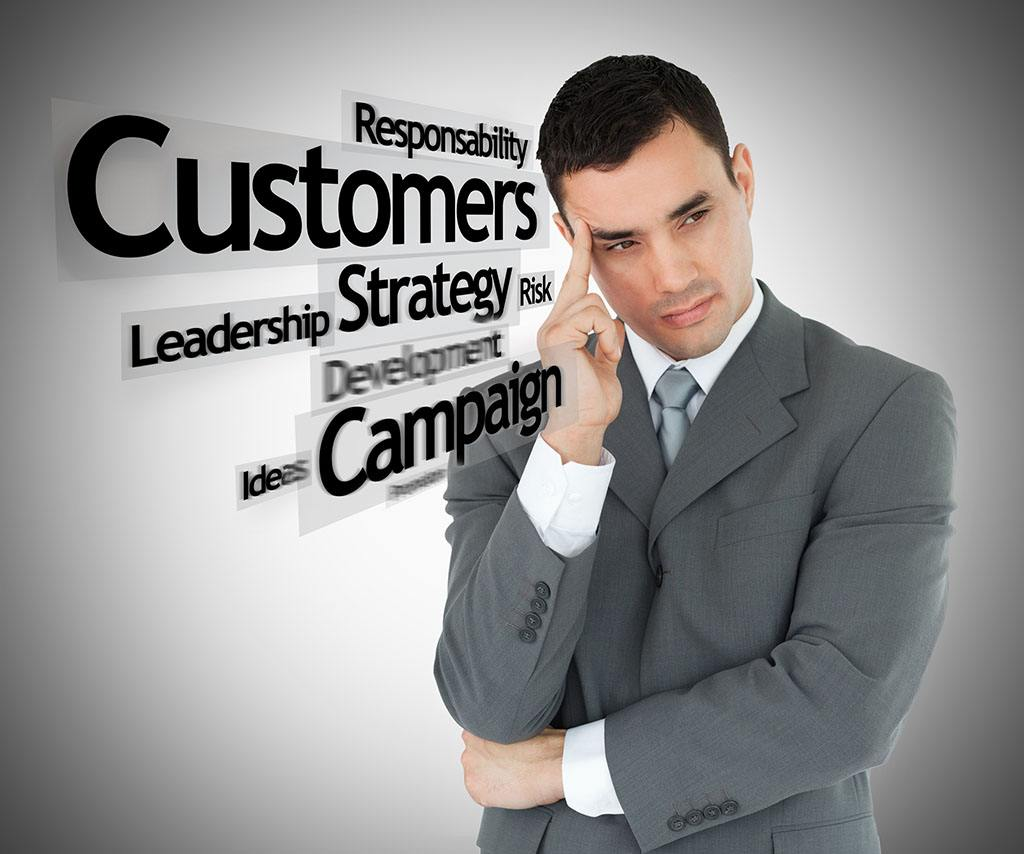 Responsability
Customers
Strategy
Risk
Leadership
Development
Campaign
Ideas